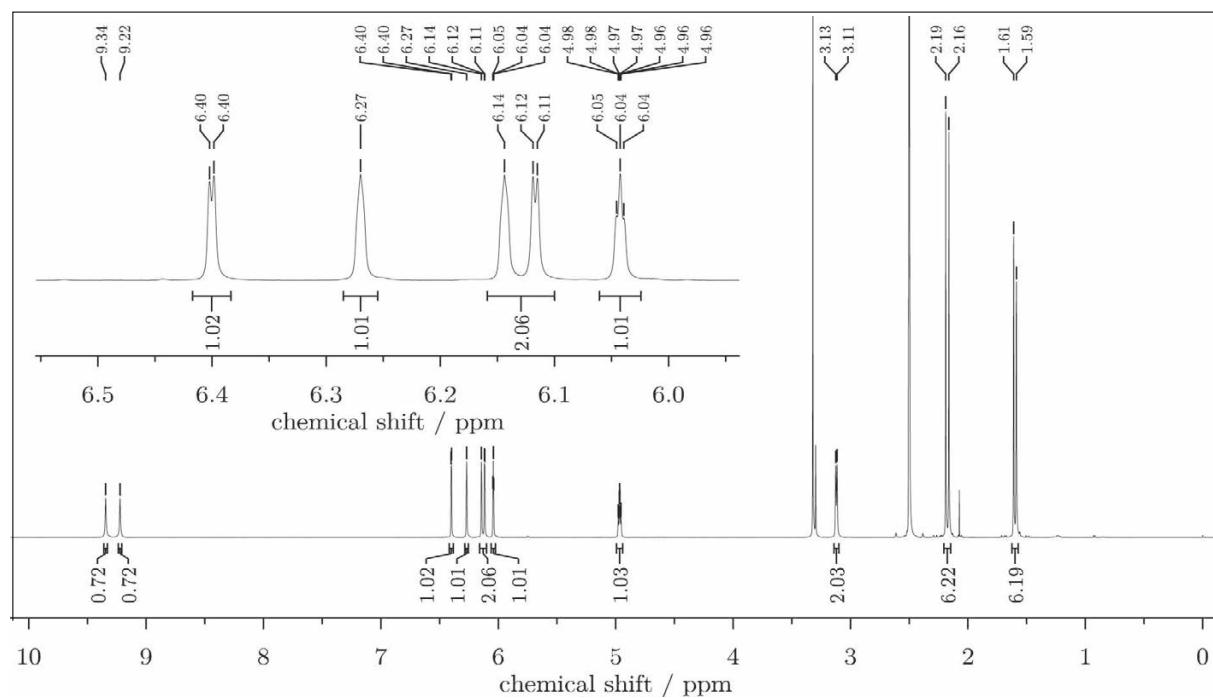 9.34 9.22 6.40 6.40 6.27 6.14 6.12 6.11 6.05 6.04 6.04 4.98 4.98 4.97 4.97 4.96 4.96 4.96 3.13 3.11 2.19 2.16 1.61 1.59
6.40 6.40 6.27 6.14 6.12 6.11 6.05 6.04 6.04
1.02 1.01 2.06 1.01
6.5 6.4 6.3 6.2 6.1 6.0
chemical shift / ppm
0.72 0.72 1.02 1.01 2.06 1.01 1.03 2.03 6.22 6.19
10 9 8 7 6 5 4 3 2 1 0
chemical shift / ppm